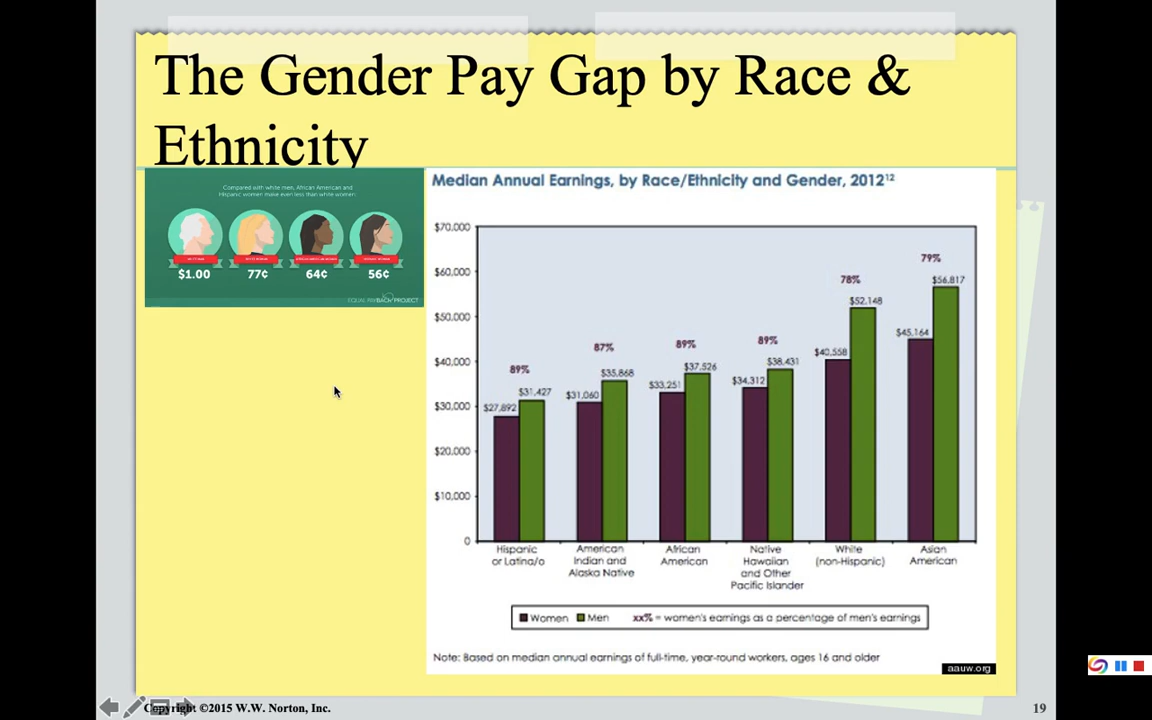 The Gender Pay Gap by Race &
Ethnicity
Compared with white men, African American and
Hispanic women make even less than white women.
$1.00
77¢
64¢
56¢
EQUAL PAYBACK PROJECT
Median Annual Earnings, by Race/Ethnicity and Gender, 2012¹²
$70,000
$60,000
$50,000
$40,000
$30,000
$20,000
$10,000
0
89%
$27,892
$31,427
87%
$31,060
$35,868
89%
$33,251
$37,526
89%
$34,312
$38,431
78%
$40,558
$52,148
79%
$45,164
$56,817
Hispanic
or Latina/o
American
Indian and
Alaska Native
African
American
Native
Hawaiian
and Other
Pacific Islander
White
(non-Hispanic)
Asian
American
Women Men xx% = women's earnings as a percentage of men's earnings
Note: Based on median annual earnings of full-time, year-round workers, ages 16 and older
aauw.org
Copyright ©2015 W.W. Norton, Inc.
19